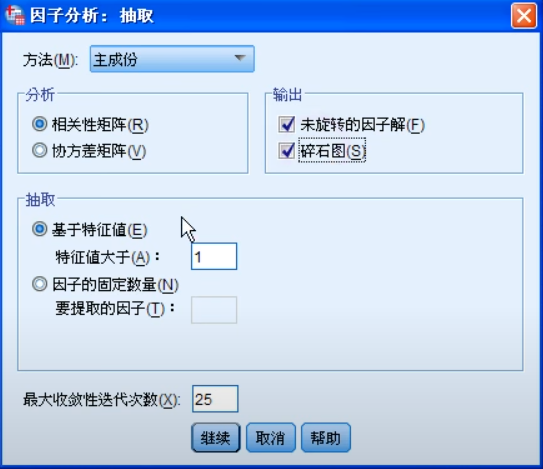 因子分析：抽取
方法(M): 主成份
分析
相关性矩阵(R)
协方差矩阵(V)
输出
未旋转的因子解(F)
碎石图(S)
抽取
基于特征值(E)
特征值大于(A)： 1
因子的固定数量(N)
要提取的因子(T)：
最大收敛性迭代次数(X): 25
继续 取消 帮助